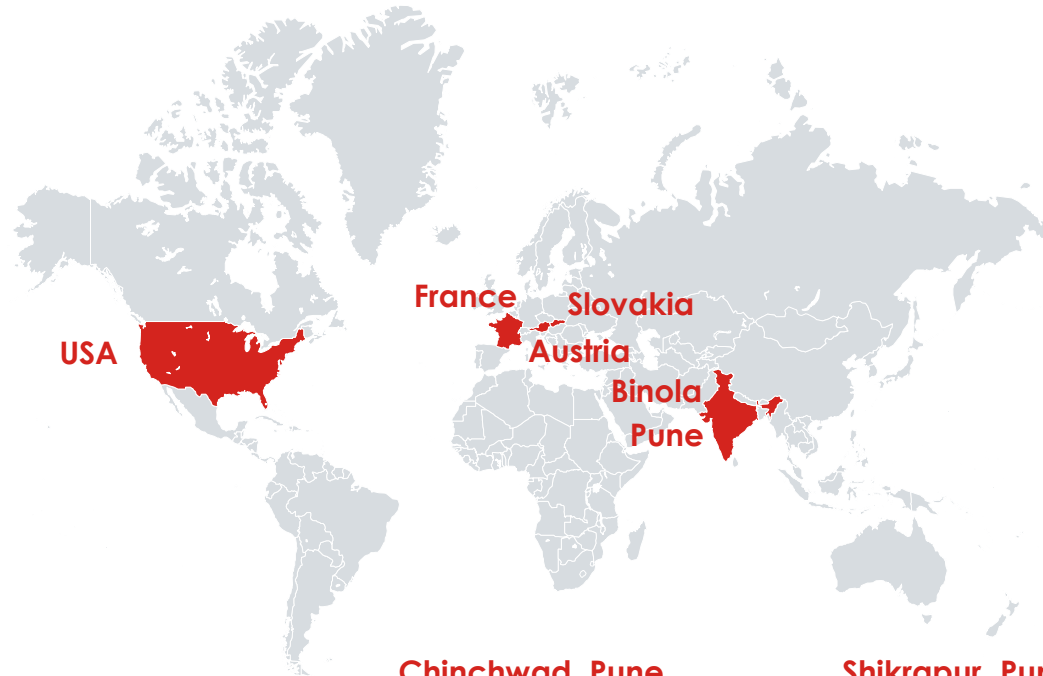 France
Slovakia
USA
Austria
Binola
Pune
Chinchwad, Pune